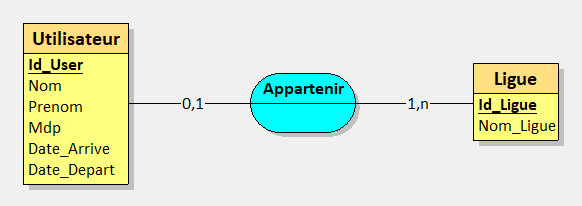 Utilisateur
Id_User
Nom
Prenom
Mdp
Date_Arrive
Date_Depart
0,1
Appartenir
1,n
Ligue
Id_Ligue
Nom_Ligue